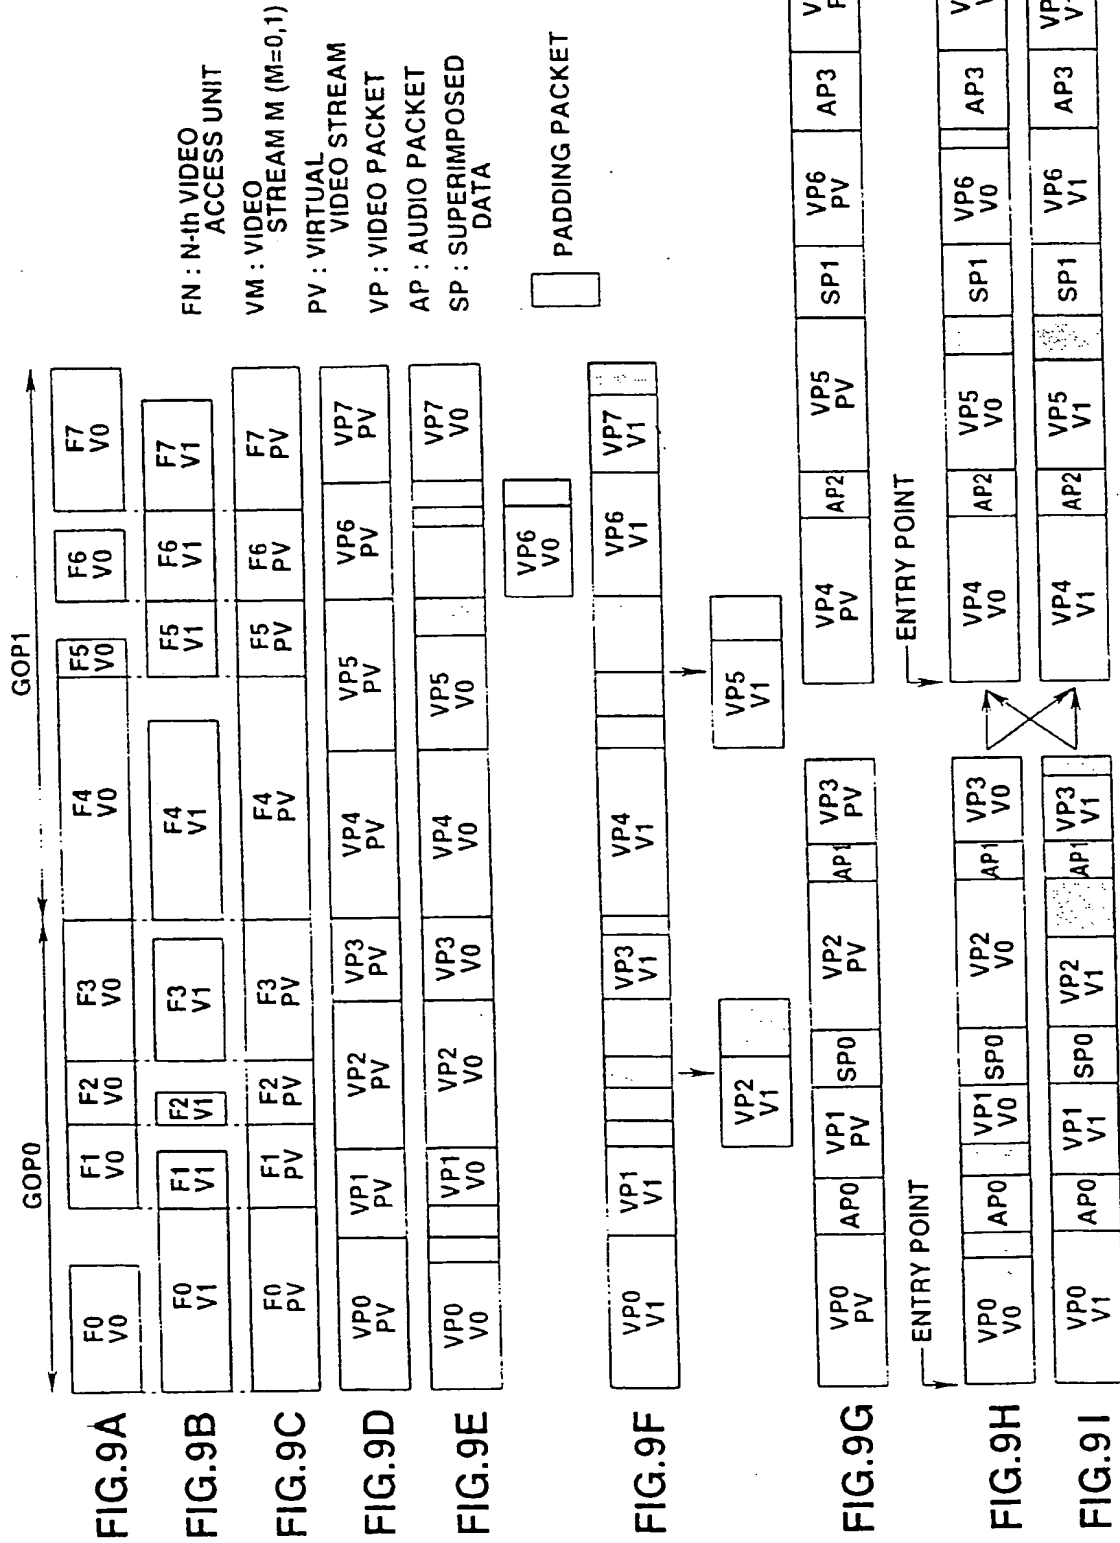 GOP0
GOP1
FIG.9A
F0
V0
F1
V0
F2
V0
F3
V0
F4
V0
F5
V0
F6
V0
F7
V0
FIG.9B
F0
V1
F1
V1
F2
V1
F3
V1
F4
V1
F5
V1
F6
V1
F7
V1
FIG.9C
F0
PV
F1
PV
F2
PV
F3
PV
F4
PV
F5
PV
F6
PV
F7
PV
FIG.9D
VP0
PV
VP1
PV
VP2
PV
VP3
PV
VP4
PV
VP5
PV
VP6
PV
VP7
PV
FIG.9E
VP0
V0
VP1
V0
VP2
V0
VP3
V0
VP4
V0
VP5
V0
VP7
V0
VP6
V0
FN : N-th VIDEO
ACCESS UNIT
VM : VIDEO
STREAM M (M=0,1)
PV : VIRTUAL
VIDEO STREAM
VP : VIDEO PACKET
AP : AUDIO PACKET
SP : SUPERIMPOSED
DATA
PADDING PACKET
FIG.9F
VP0
V1
VP1
V1
VP3
V1
VP4
V1
VP6
V1
VP7
V1
VP2
V1
VP5
V1
FIG.9G
VP0
PV
AP0
VP1
PV
SP0
VP2
PV
AP1
VP3
PV
VP4
PV
AP2
VP5
PV
SP1
VP6
PV
AP3
ENTRY POINT
ENTRY POINT
FIG.9H
VP0
V0
AP0
VP1
V0
SP0
VP2
V0
AP1
VP3
V0
VP4
V0
AP2
VP5
V0
SP1
VP6
V0
AP3
FIG.9I
VP0
V1
AP0
VP1
V1
SP0
VP2
V1
AP1
VP3
V1
VP4
V1
AP2
VP5
V1
SP1
VP6
V1
AP3